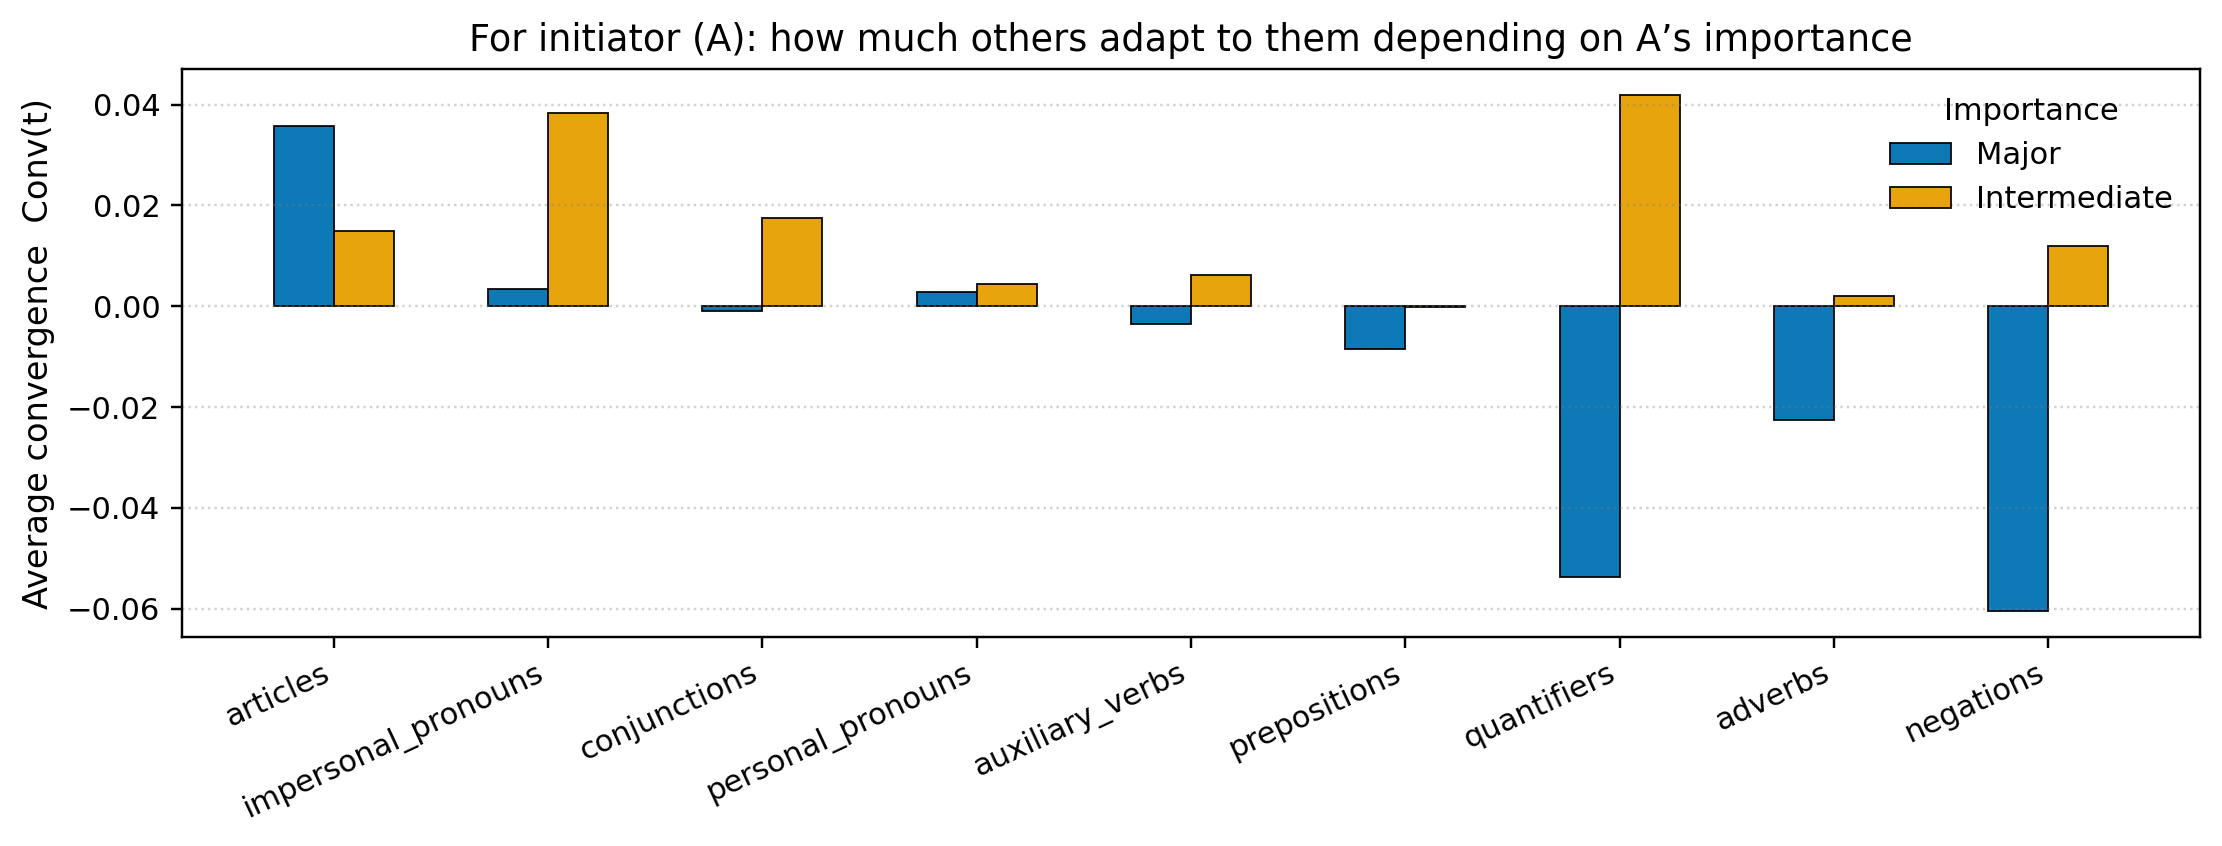 For initiator (A): how much others adapt to them depending on A’s importance
Average convergence  Conv(t)
0.04
0.02
0.00
−0.02
−0.04
−0.06
Importance
Major
Intermediate
articles
impersonal_pronouns
conjunctions
personal_pronouns
auxiliary_verbs
prepositions
quantifiers
adverbs
negations